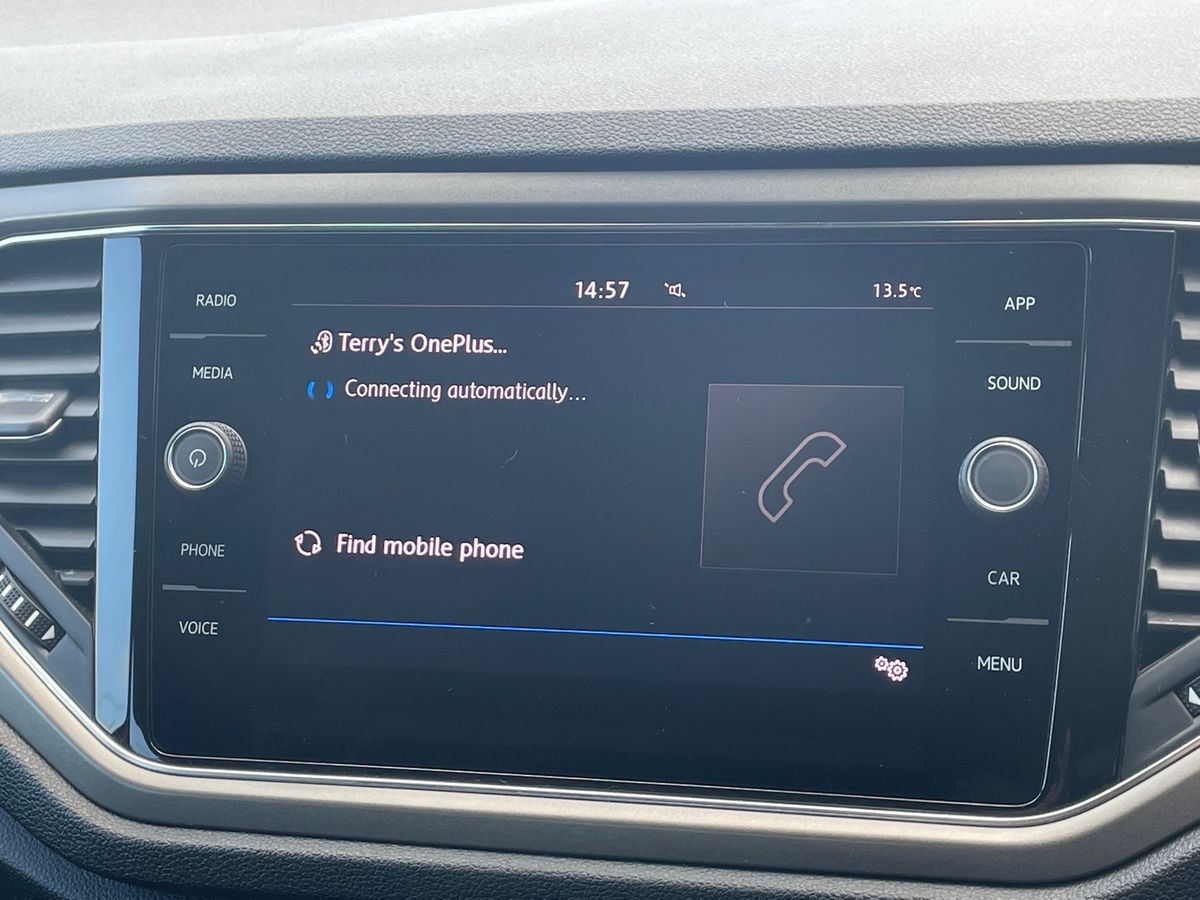 RADIO
MEDIA
PHONE
VOICE
14:57
13.5°C
Terry's OnePlus...
Connecting automatically...
Find mobile phone
APP
SOUND
CAR
MENU